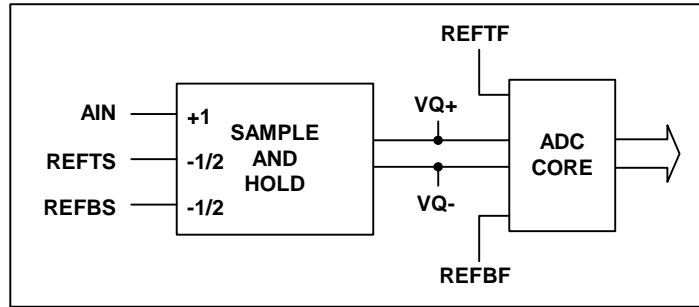 REFTF
AIN
+1
SAMPLE
AND
HOLD
VQ+
ADC
CORE
REFTS
-1/2
REFBS
-1/2
VQ-
REFBF